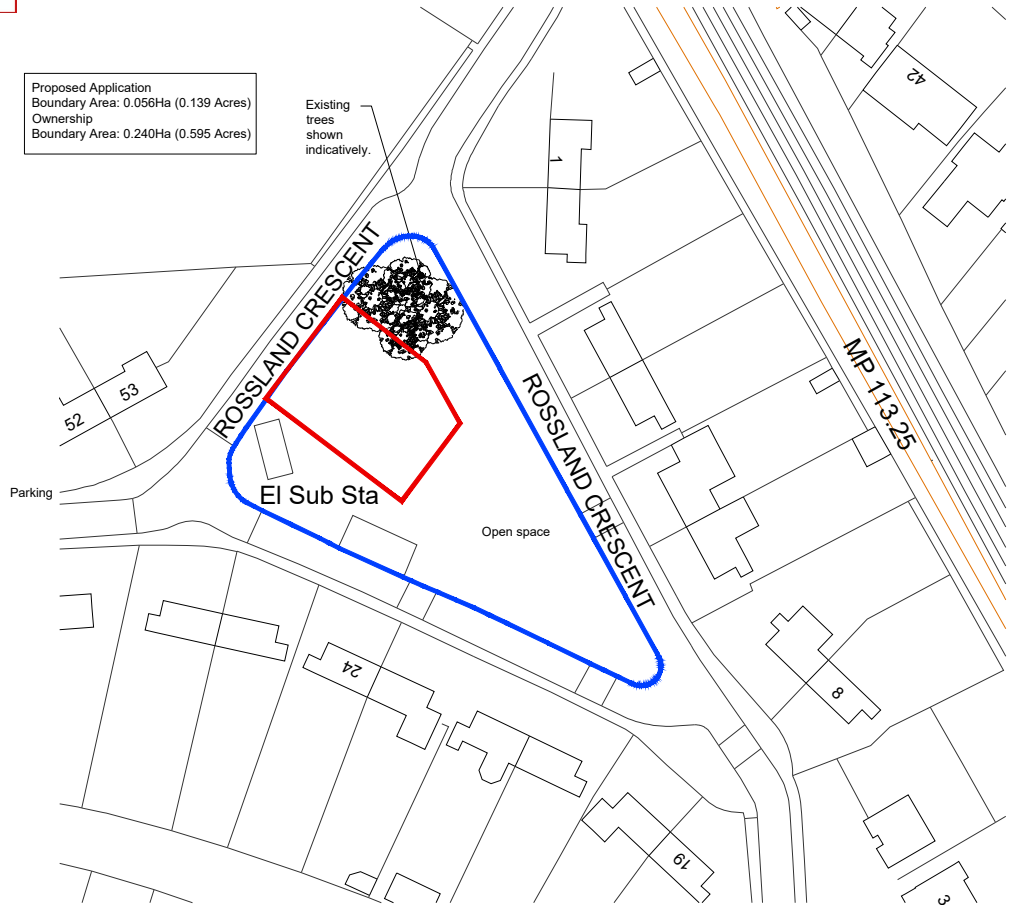 Proposed Application
Boundary Area: 0.056Ha (0.139 Acres)
Ownership
Boundary Area: 0.240Ha (0.595 Acres)
Existing
trees
shown
indicatively.
42
1
ROSSLAND CRESCENT
MP 113.25
53
52
ROSSLAND CRESCENT
Parking
El Sub Sta
Open space
24
8
19
3